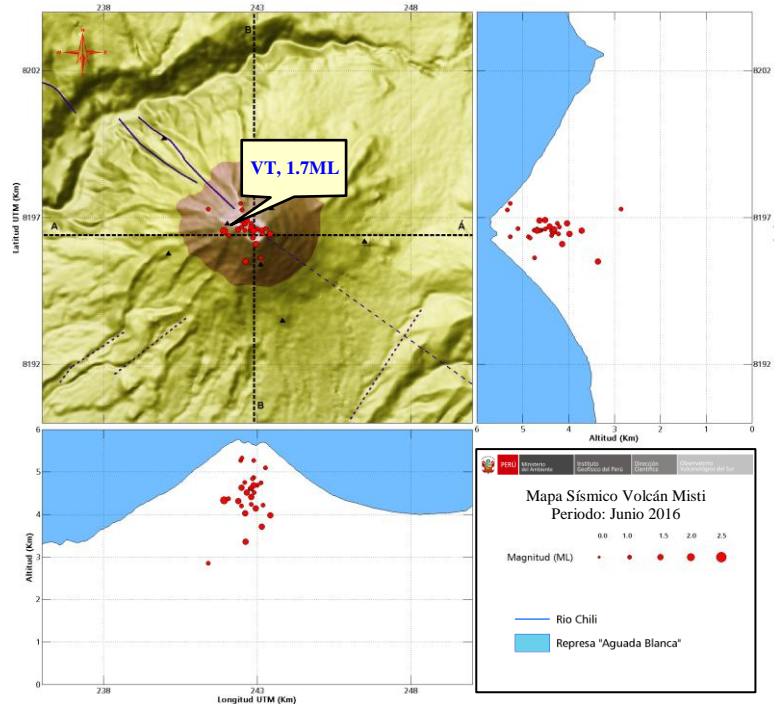 238
243
248
N
B
8202
8202
VT, 1.7ML
8197
8197
A
Á
Latitud UTM (Km)
8192
8192
B
6
5
4
3
2
1
0
Altitud (Km)
6
5
4
3
2
1
0
Altitud (Km)
238
243
248
Longitud UTM (Km)
PERÚ
Ministerio
del Ambiente
Instituto
Geofísico del Perú
Dirección
Científica
Observatorio
Vulcanológico del Sur
Mapa Sísmico Volcán Misti
Periodo: Junio 2016
0.0 1.0 1.5 2.0 2.5
Magnitud (ML)
Rio Chili
Represa "Aguada Blanca"